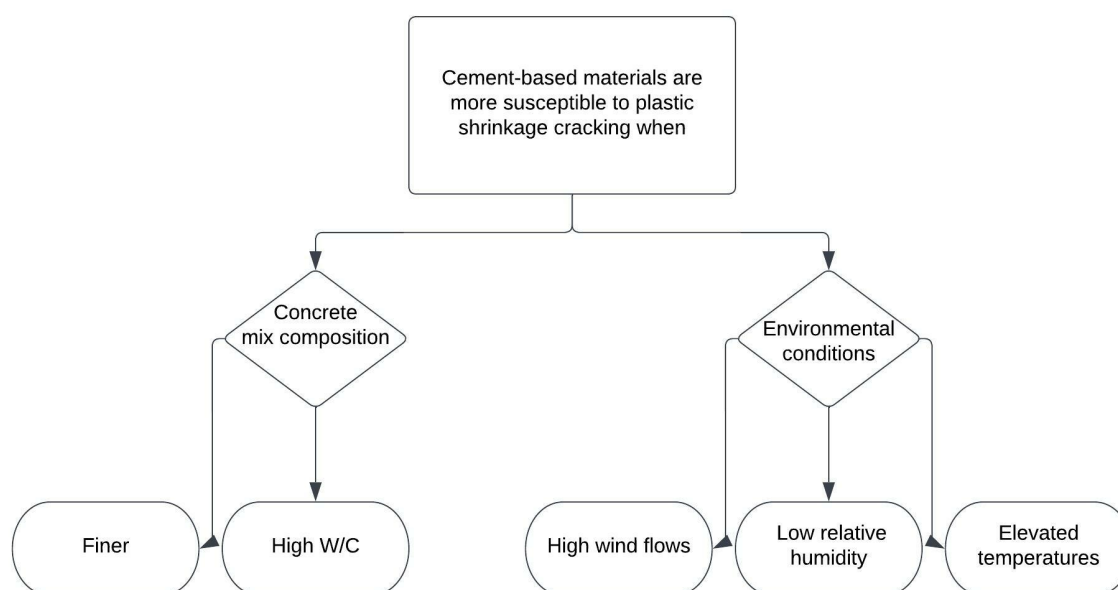 Cement-based materials are
more susceptible to plastic
shrinkage cracking when
Concrete
mix composition
Environmental
conditions
Finer
High W/C
High wind flows
Low relative
humidity
Elevated
temperatures